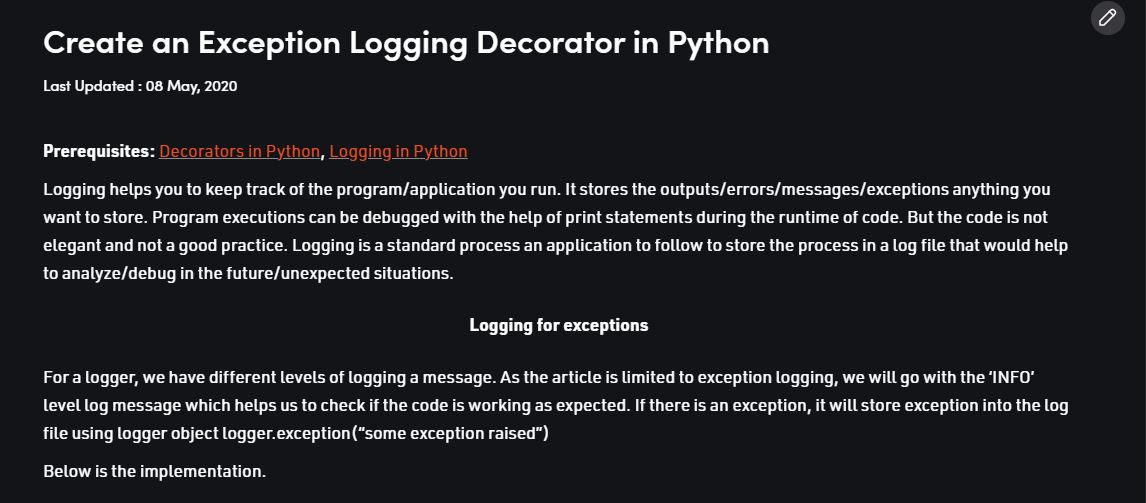 Create an Exception Logging Decorator in Python
Last Updated : 08 May, 2020
Prerequisites: Decorators in Python, Logging in Python
Logging helps you to keep track of the program/application you run. It stores the outputs/errors/messages/exceptions anything you
want to store. Program executions can be debugged with the help of print statements during the runtime of code. But the code is not
elegant and not a good practice. Logging is a standard process an application to follow to store the process in a log file that would help
to analyze/debug in the future/unexpected situations.
Logging for exceptions
For a logger, we have different levels of logging a message. As the article is limited to exception logging, we will go with the ‘INFO’
level log message which helps us to check if the code is working as expected. If there is an exception, it will store exception into the log
file using logger object logger.exception(“some exception raised”)
Below is the implementation.